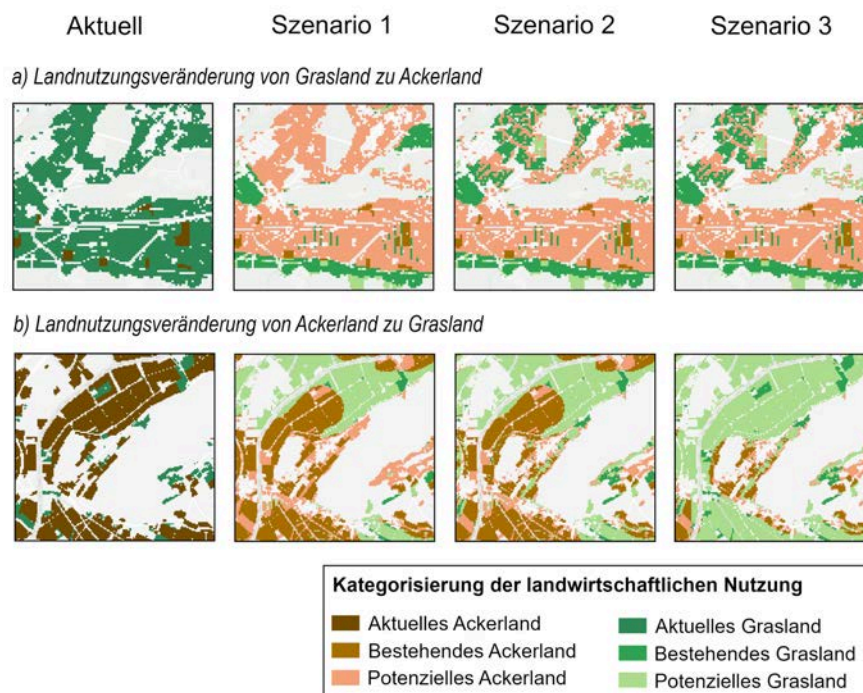 Aktuell Szenario 1 Szenario 2 Szenario 3
a) Landnutzungsveränderung von Grasland zu Ackerland
b) Landnutzungsveränderung von Ackerland zu Grasland
Kategorisierung der landwirtschaftlichen Nutzung
Aktuelles Ackerland Aktuelles Grasland
Bestehendes Ackerland Bestehendes Grasland
Potenzielles Ackerland Potenzielles Grasland